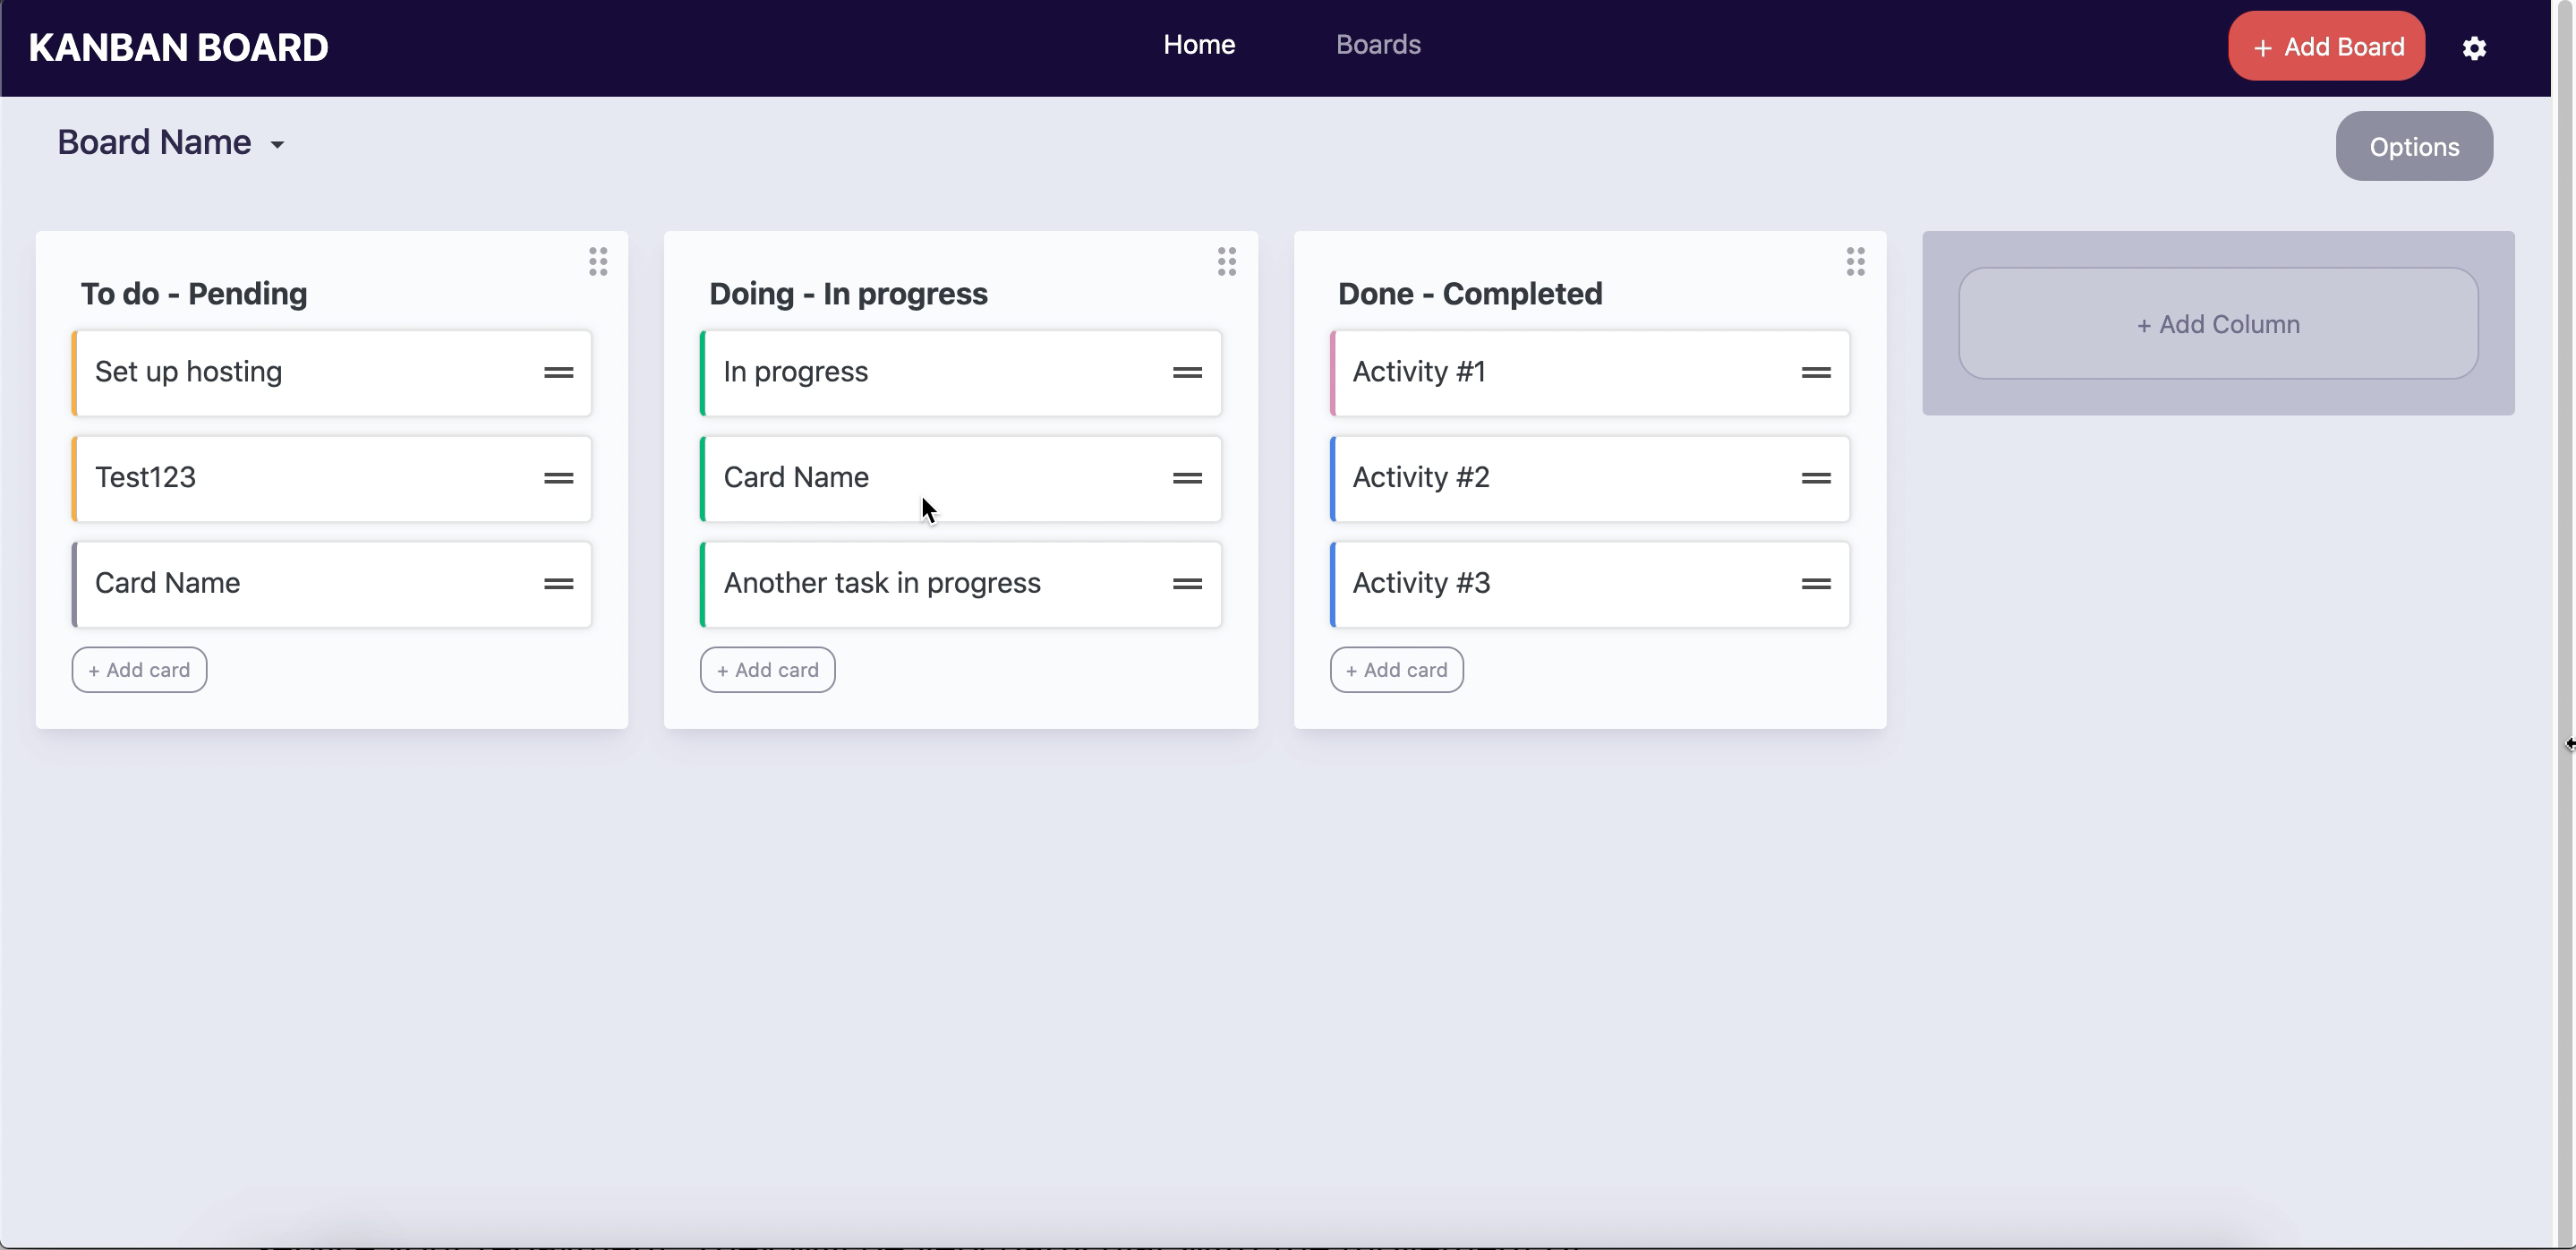 KANBAN BOARD
Home
Boards
+ Add Board
Board Name
Options
To do - Pending
Set up hosting
Test123
Card Name
+ Add card
Doing - In progress
In progress
Card Name
Another task in progress
+ Add card
Done - Completed
Activity #1
Activity #2
Activity #3
+ Add card
+ Add Column